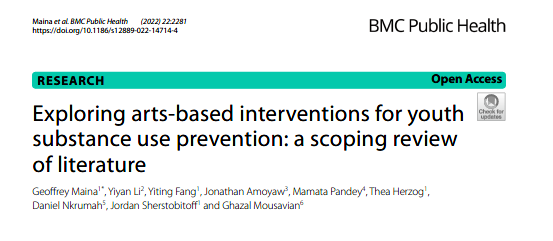 Maina et al. BMC Public Health (2022) 22:2281
https://doi.org/10.1186/s12889-022-14714-4
BMC Public Health
RESEARCH
Open Access
Exploring arts-based interventions for youth
substance use prevention: a scoping review
of literature
Check for
updates
Geoffrey Maina1*, Yiyan Li2, Yiting Fang1, Jonathan Amoyaw3, Mamata Pandey4, Thea Herzog1,
Daniel Nkrumah5, Jordan Sherstobitoff1 and Ghazal Mousavian6